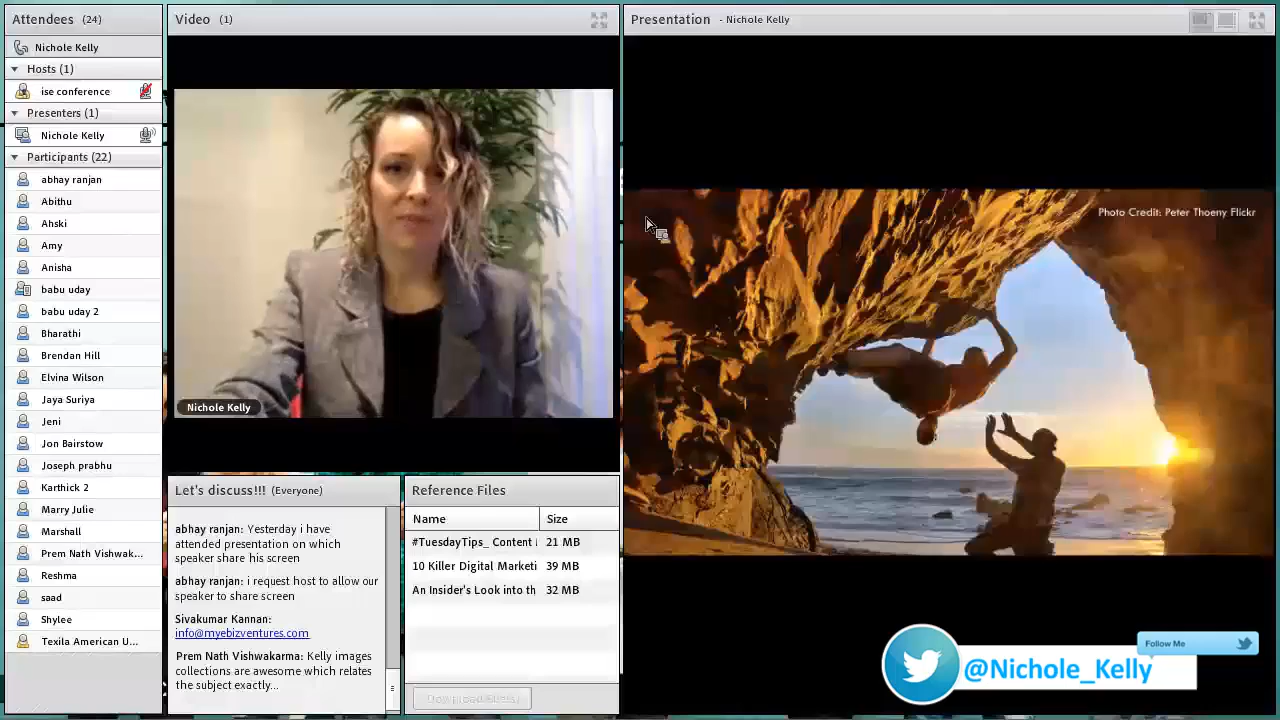 Attendees (24)
Nichole Kelly
Hosts (1)
ise conference
Presenters (1)
Nichole Kelly
Participants (22)
abhay ranjan
Abithu
Ahski
Amy
Anisha
babu uday
babu uday 2
Bharathi
Brendan Hill
Elvina Wilson
Jaya Suriya
Jeni
Jon Bairstow
Joseph prabhu
Karthick 2
Marry Julie
Marshall
Prem Nath Vishwak...
Reshma
saad
Shylee
Texila American U...
Video (1)
Nichole Kelly
Let's discuss!!! (Everyone)
abhay ranjan: Yesterday i have
attended presentation on which
speaker share his screen
abhay ranjan: i request host to allow our
speaker to share screen
Sivakumar Kannan:
info@myebizventures.com
Prem Nath Vishwakarma: Kelly images
collections are awesome which relates
the subject exactly...
Reference Files
Name Size
#TuesdayTips_ Content 21 MB
10 Killer Digital Marketi 39 MB
An Insider's Look into th 32 MB
Download File(s)
Presentation - Nichole Kelly
Photo Credit: Peter Thoeny Flickr
Follow Me
@Nichole_Kelly